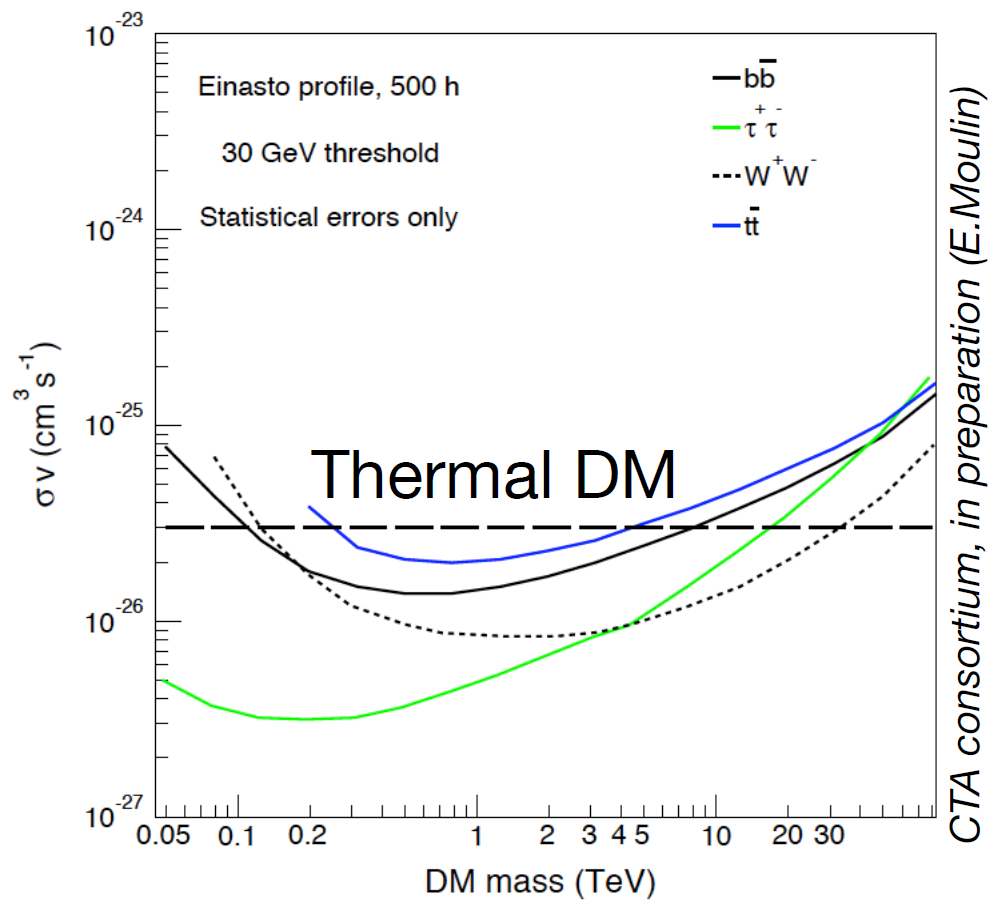 10⁻²³
10⁻²⁴
10⁻²⁵
10⁻²⁶
10⁻²⁷
σ v (cm³ s⁻¹)
Einasto profile, 500 h
30 GeV threshold
Statistical errors only
bb̅
τ⁺τ⁻
W⁺W⁻
tt̅
Thermal DM
0.05 0.1 0.2 1 2 3 4 5 10 20 30
DM mass (TeV)
CTA consortium, in preparation (E.Moulin)